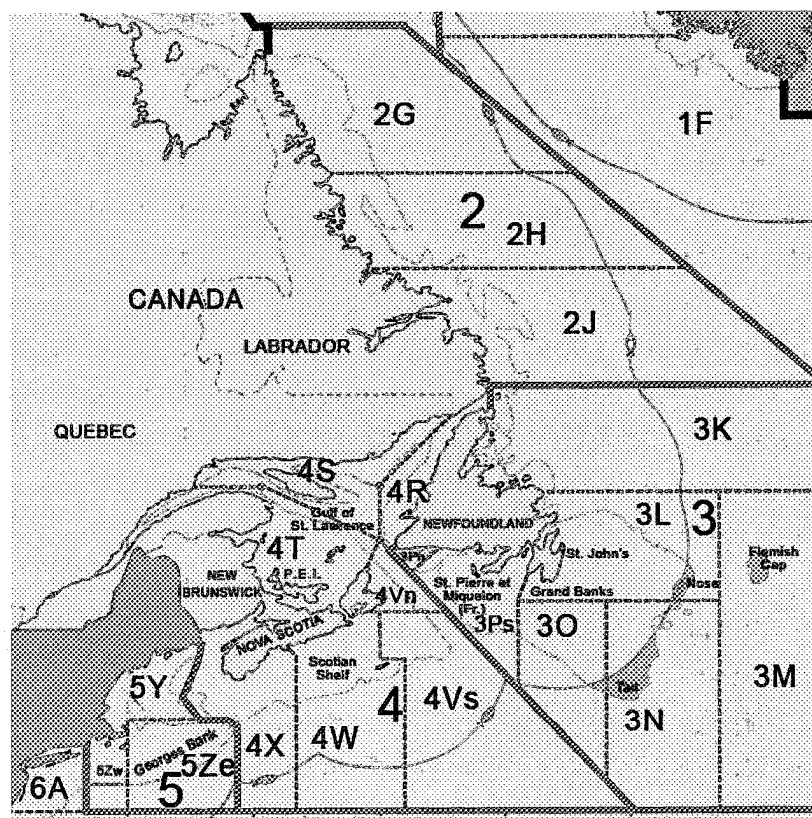 2G
1F
2
2H
CANADA
2J
LABRADOR
QUEBEC
3K
4S
4R
Gulf of
St. Lawrence
NEWFOUNDLAND
3L
3
4T
P.E.I.
St. John's
Flemish
Cap
NEW
BRUNSWICK
4Vn
St. Pierre et
Miquelon
(Fr.)
Grand Banks
Nose
NOVA SCOTIA
3Ps
3O
Scotian
Shelf
3M
5Y
4
4Vs
Tail
3N
4X
4W
Georges Bank
5Zw
5Ze
5
6A